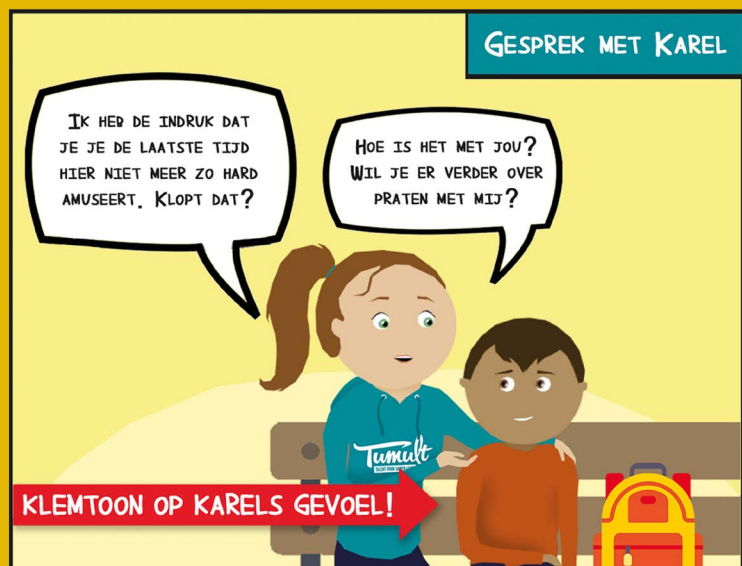 GESPREK MET KAREL
IK HEB DE INDRUK DAT
JE JE DE LAATSTE TIJD
HIER NIET MEER ZO HARD
AMUSEERT. KLOPT DAT?
HOE IS HET MET JOU?
WIL JE ER VERDER OVER
PRATEN MET MIJ?
Tumult
KLEMTOON OP KARELS GEVOEL!